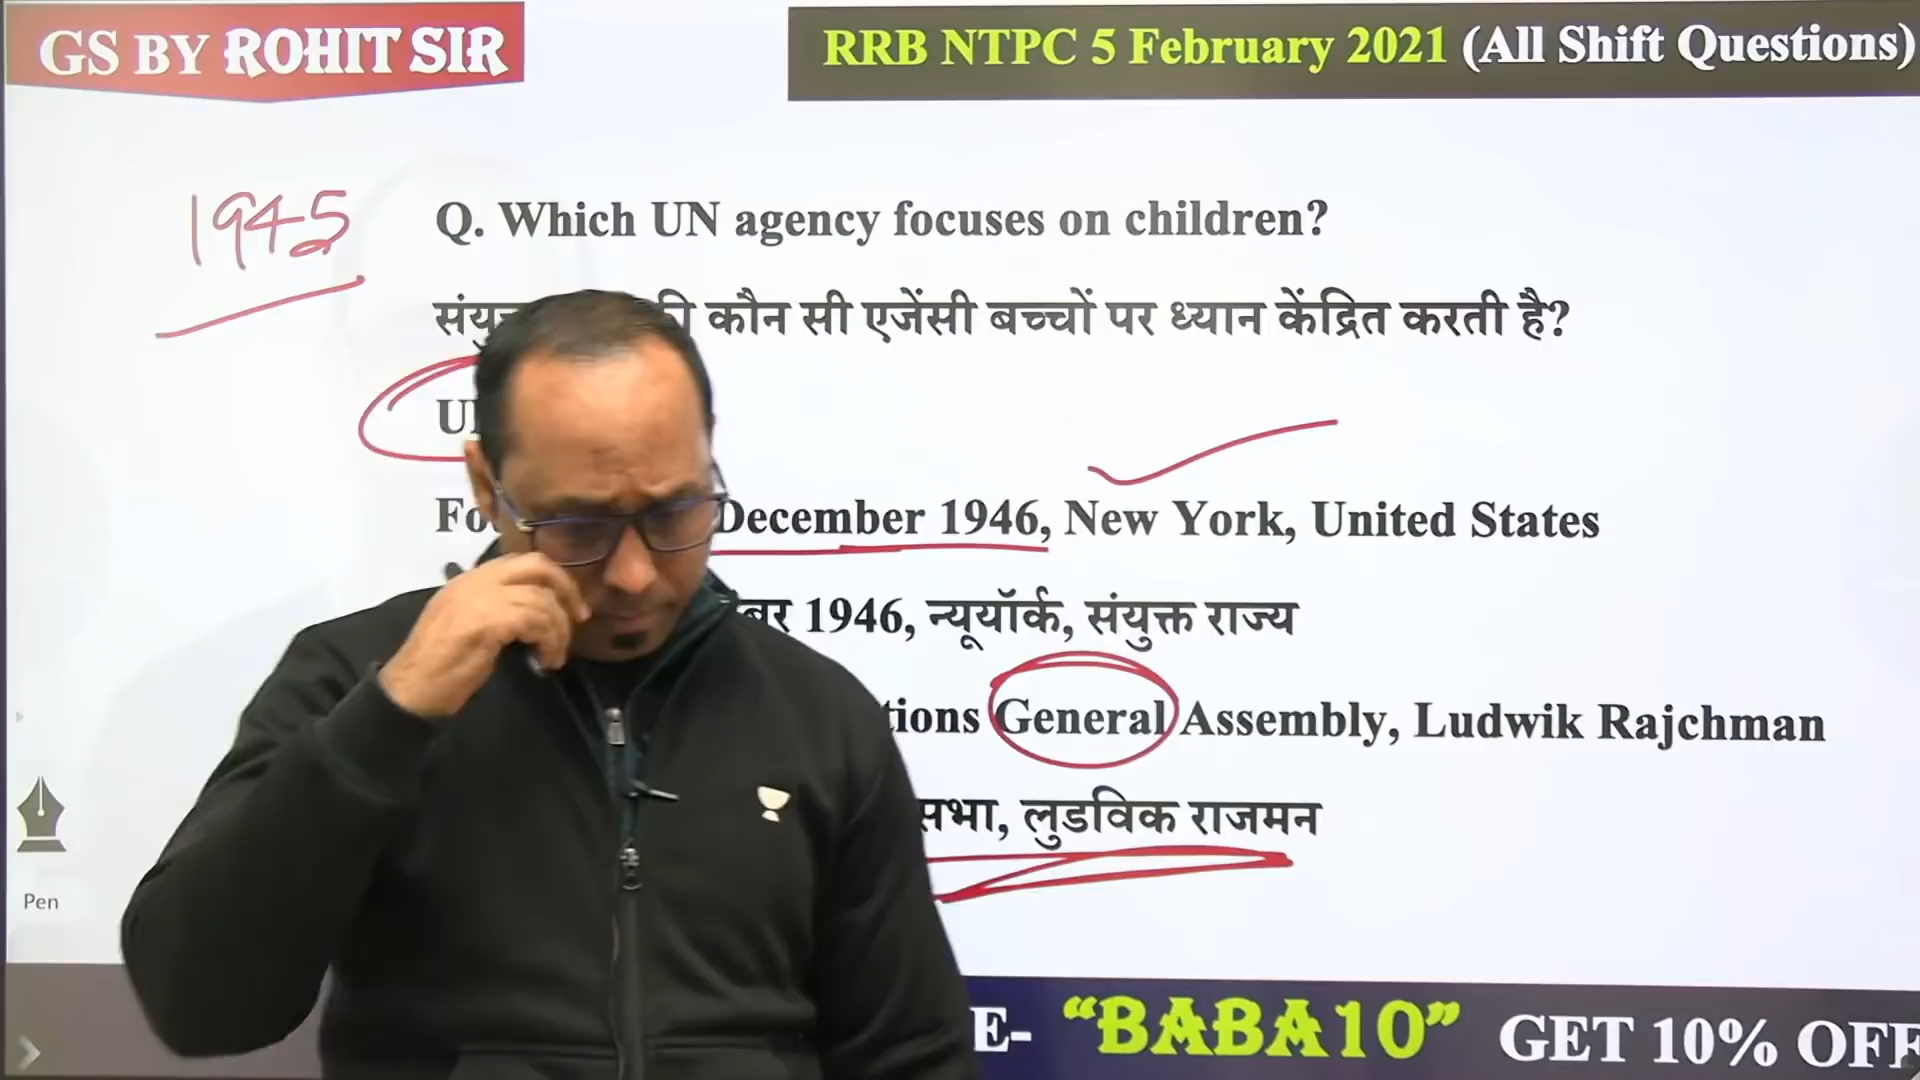 GS BY ROHIT SIR
RRB NTPC 5 February 2021 (All Shift Questions)
1945
Q. Which UN agency focuses on children?
कौन सी एजेंसी बच्चों पर ध्यान केंद्रित करती है?
December 1946, New York, United States
1946, न्यूयॉर्क, संयुक्त राज्य
General Assembly, Ludwik Rajchman
लुडविक राजमन
Pen
E- “BABA10” GET 10% OFF